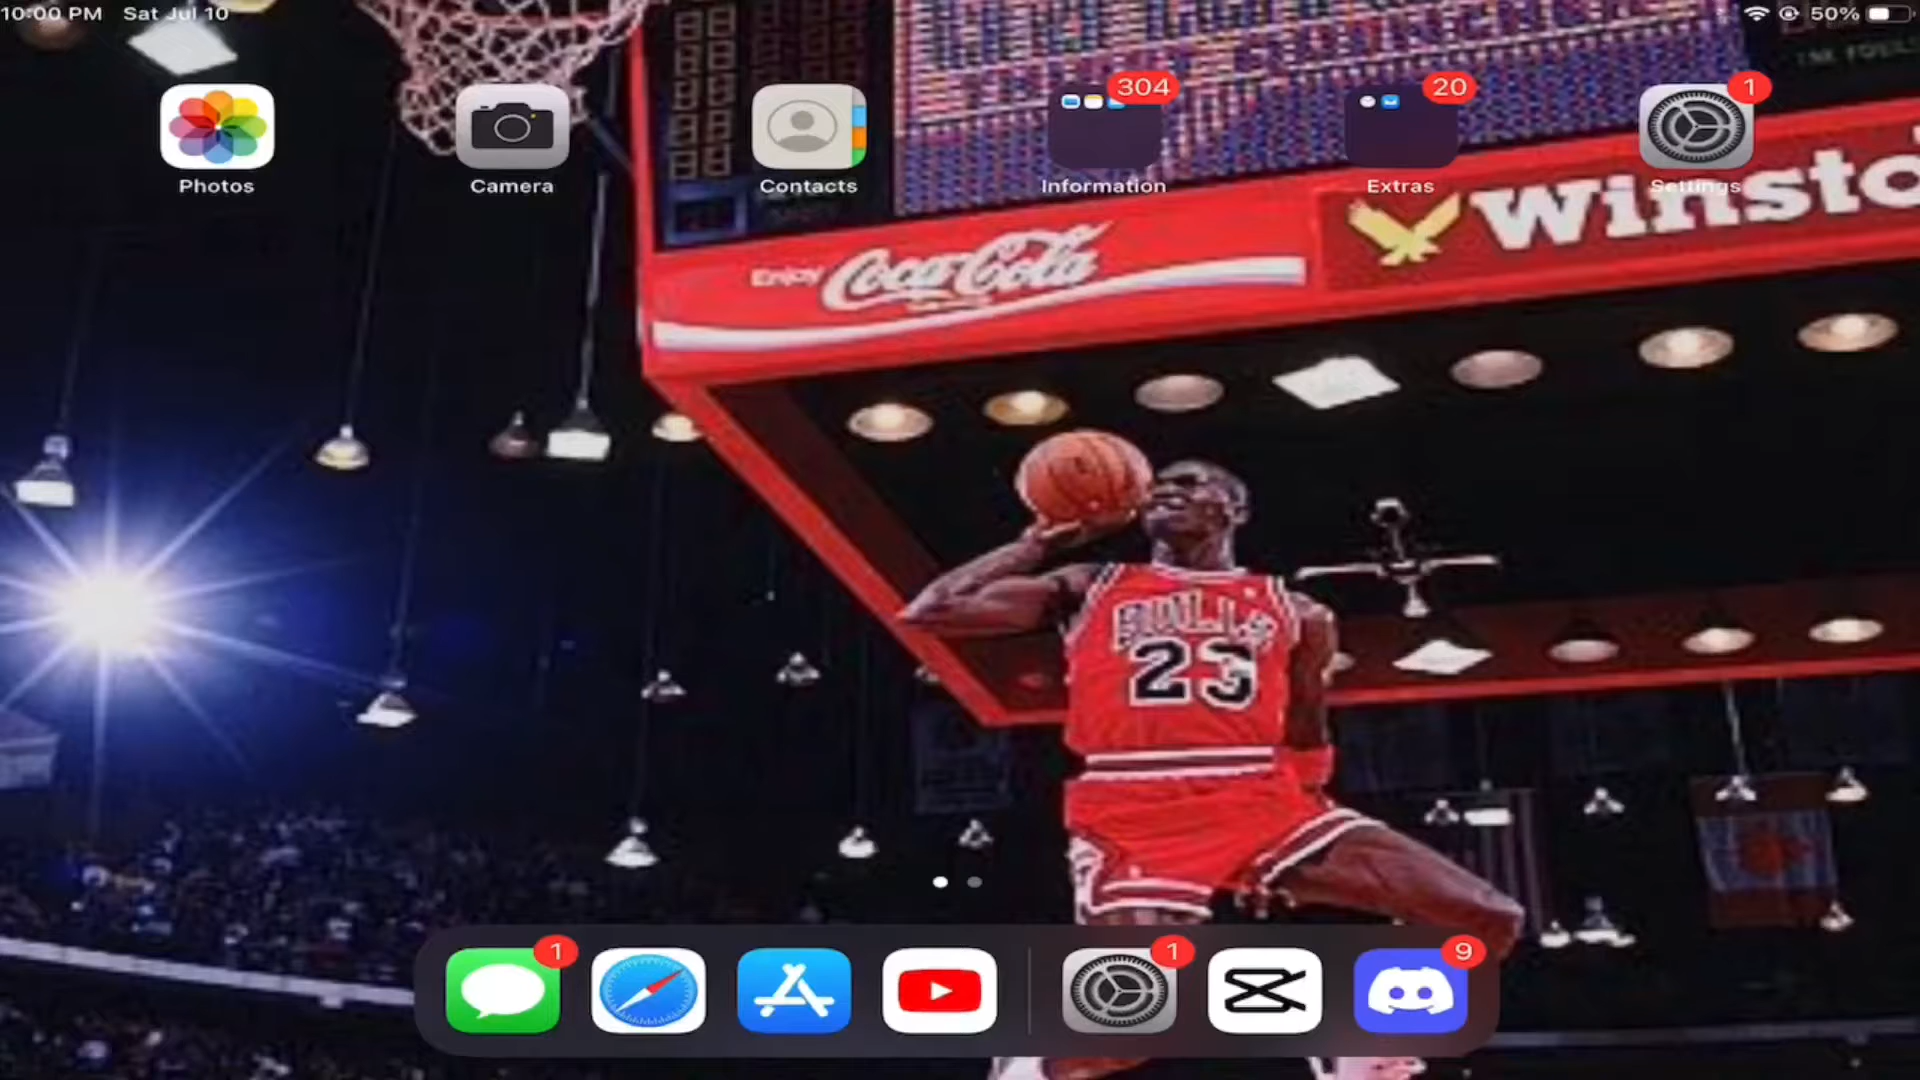 10:00 PM Sat Jul 10
50%
304
20
1
Photos
Camera
Contacts
Information
Extras
Settings
Enjoy Coca-Cola
Winsto
BULLS
23
1
1
9